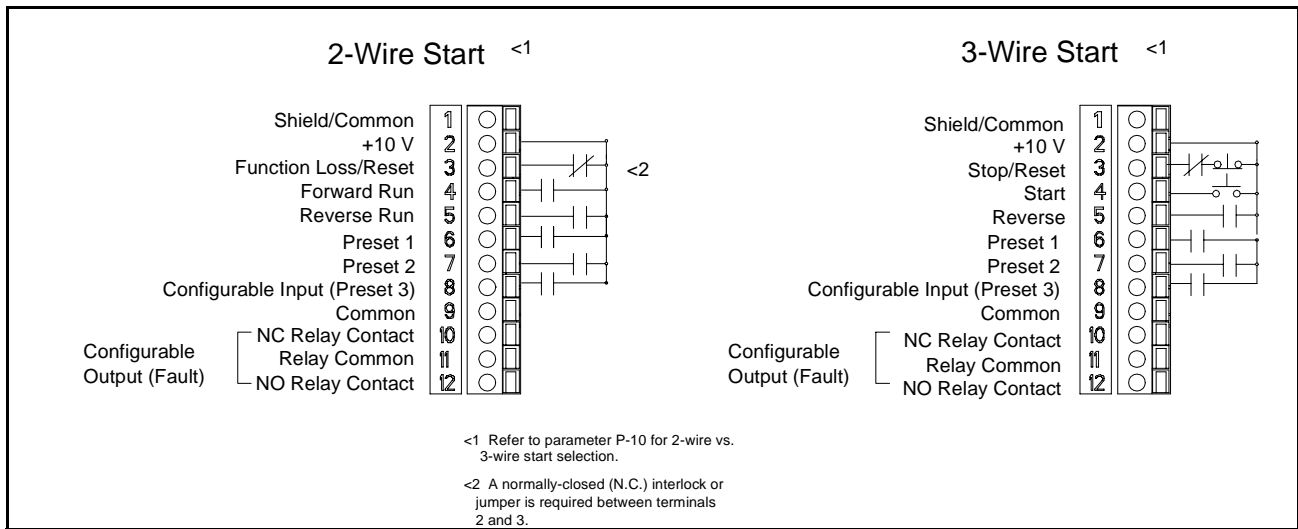 2-Wire Start <1
Shield/Common 1
+10 V 2
Function Loss/Reset 3
<2
Forward Run 4
Reverse Run 5
Preset 1 6
Preset 2 7
Configurable Input (Preset 3) 8
Common 9
Configurable
Output (Fault)
NC Relay Contact 10
Relay Common 11
NO Relay Contact 12
3-Wire Start <1
Shield/Common 1
+10 V 2
Stop/Reset 3
Start 4
Reverse 5
Preset 1 6
Preset 2 7
Configurable Input (Preset 3) 8
Common 9
Configurable
Output (Fault)
NC Relay Contact 10
Relay Common 11
NO Relay Contact 12
<1 Refer to parameter P-10 for 2-wire vs.
3-wire start selection.
<2 A normally-closed (N.C.) interlock or
jumper is required between terminals
2 and 3.